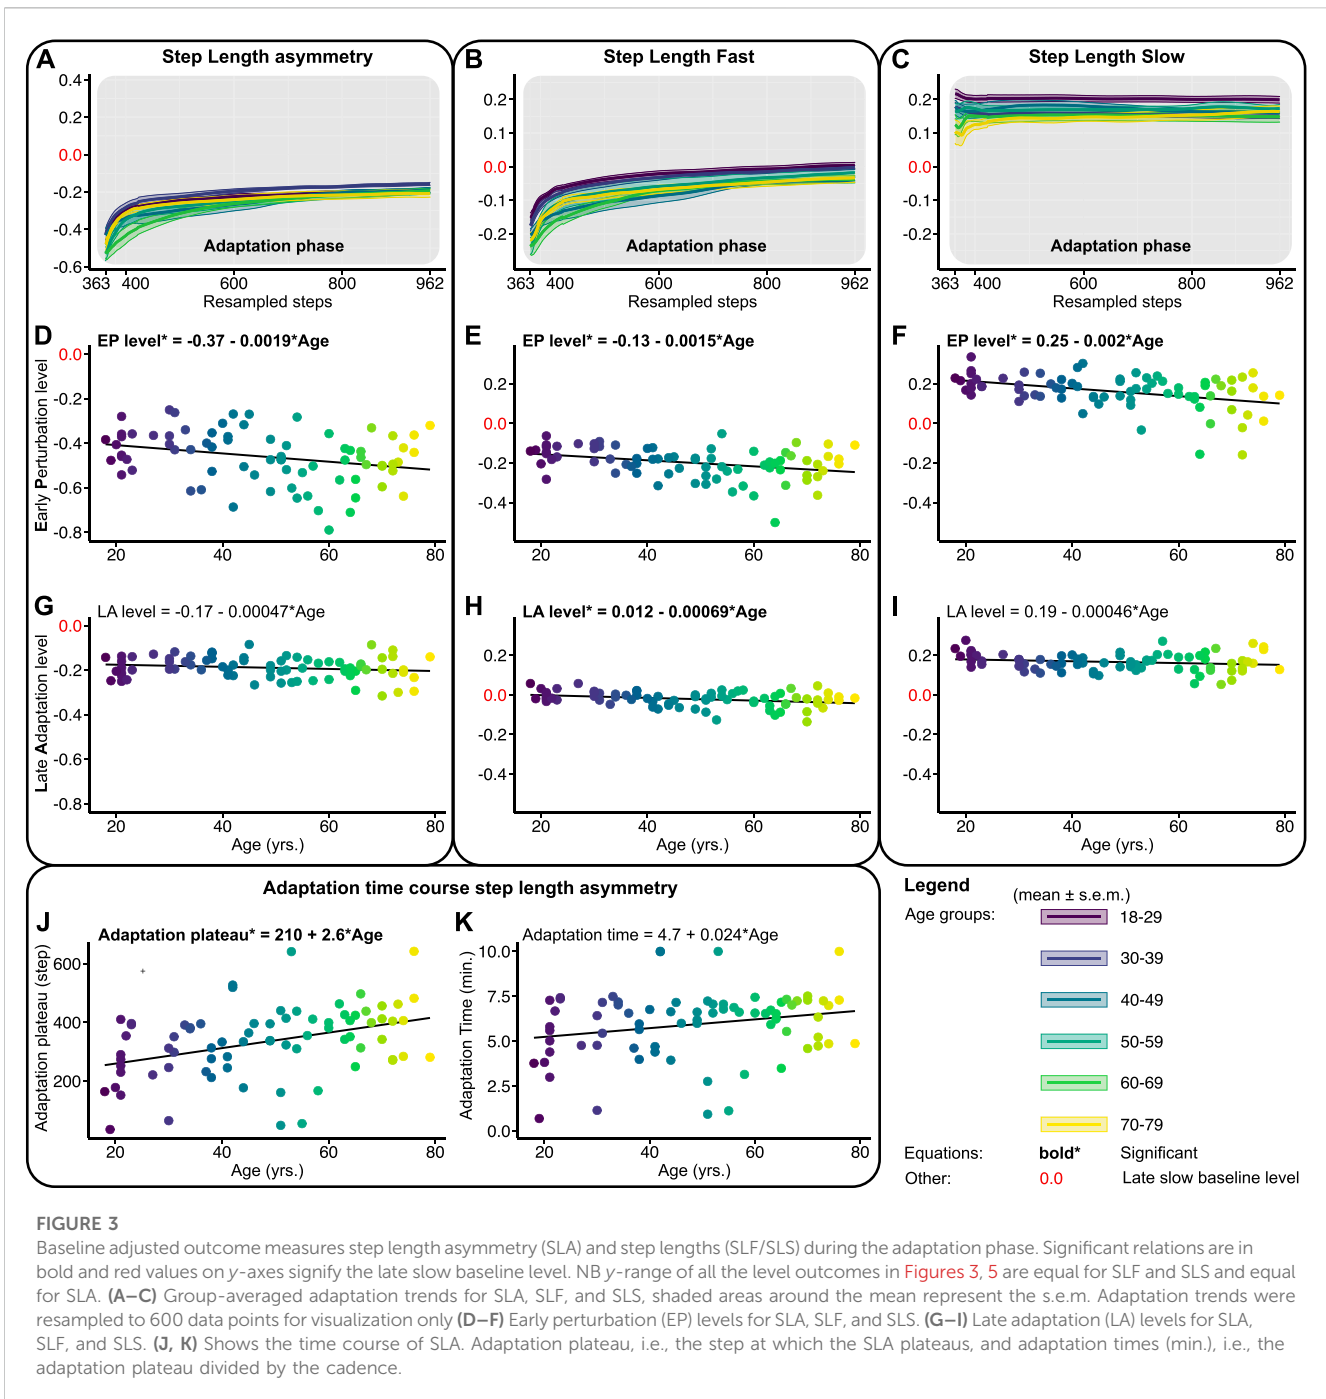 A Step Length asymmetry
0.4
0.2
0.0
-0.2
-0.4
-0.6
Adaptation phase
363 400 600 800 962
Resampled steps
B Step Length Fast
0.2
0.1
0.0
-0.1
-0.2
Adaptation phase
363 400 600 800 962
Resampled steps
C Step Length Slow
0.2
0.1
0.0
-0.1
-0.2
Adaptation phase
363 400 600 800 962
Resampled steps
D EP level* = -0.37 - 0.0019*Age
Early Perturbation level
0.0
-0.2
-0.4
-0.6
-0.8
20 40 60 80
E EP level* = -0.13 - 0.0015*Age
0.2
0.0
-0.2
-0.4
20 40 60 80
F EP level* = 0.25 - 0.002*Age
0.2
0.0
-0.2
-0.4
20 40 60 80
G LA level = -0.17 - 0.00047*Age
Late Adaptation level
0.0
-0.2
-0.4
-0.6
-0.8
20 40 60 80
Age (yrs.)
H LA level* = 0.012 - 0.00069*Age
0.2
0.0
-0.2
-0.4
20 40 60 80
Age (yrs.)
I LA level = 0.19 - 0.00046*Age
0.2
0.0
-0.2
-0.4
20 40 60 80
Age (yrs.)
Adaptation time course step length asymmetry
J Adaptation plateau* = 210 + 2.6*Age
Adaptation plateau (step)
600
400
200
20 40 60 80
Age (yrs.)
K Adaptation time = 4.7 + 0.024*Age
Adaptation Time (min.)
10.0
7.5
5.0
2.5
0.0
20 40 60 80
Age (yrs.)
Legend
(mean ± s.e.m.)
Age groups: 18-29
30-39
40-49
50-59
60-69
70-79
Equations: bold* Significant
Other: 0.0 Late slow baseline level
FIGURE 3
Baseline adjusted outcome measures step length asymmetry (SLA) and step lengths (SLF/SLS) during the adaptation phase. Significant relations are in
bold and red values on y-axes signify the late slow baseline level. NB y-range of all the level outcomes in Figures 3, 5 are equal for SLF and SLS and equal
for SLA. (A–C) Group-averaged adaptation trends for SLA, SLF, and SLS, shaded areas around the mean represent the s.e.m. Adaptation trends were
resampled to 600 data points for visualization only (D–F) Early perturbation (EP) levels for SLA, SLF, and SLS. (G–I) Late adaptation (LA) levels for SLA,
SLF, and SLS. (J, K) Shows the time course of SLA. Adaptation plateau, i.e., the step at which the SLA plateaus, and adaptation times (min.), i.e., the
adaptation plateau divided by the cadence.